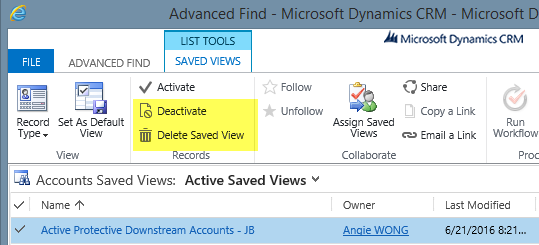 Advanced Find - Microsoft Dynamics CRM - Microsoft D
LIST TOOLS
Microsoft Dynamics CRM
FILE
ADVANCED FIND
SAVED VIEWS
Record Type
Set As Default View
View
Activate
Deactivate
Delete Saved View
Records
Follow
Unfollow
Assign Saved Views
Share
Copy a Link
Email a Link
Collaborate
Run Workflow
Proc
Accounts Saved Views: Active Saved Views
Name ↑
Owner
Last Modified
Active Protective Downstream Accounts - JB
Angie WONG
6/21/2016 8:21...